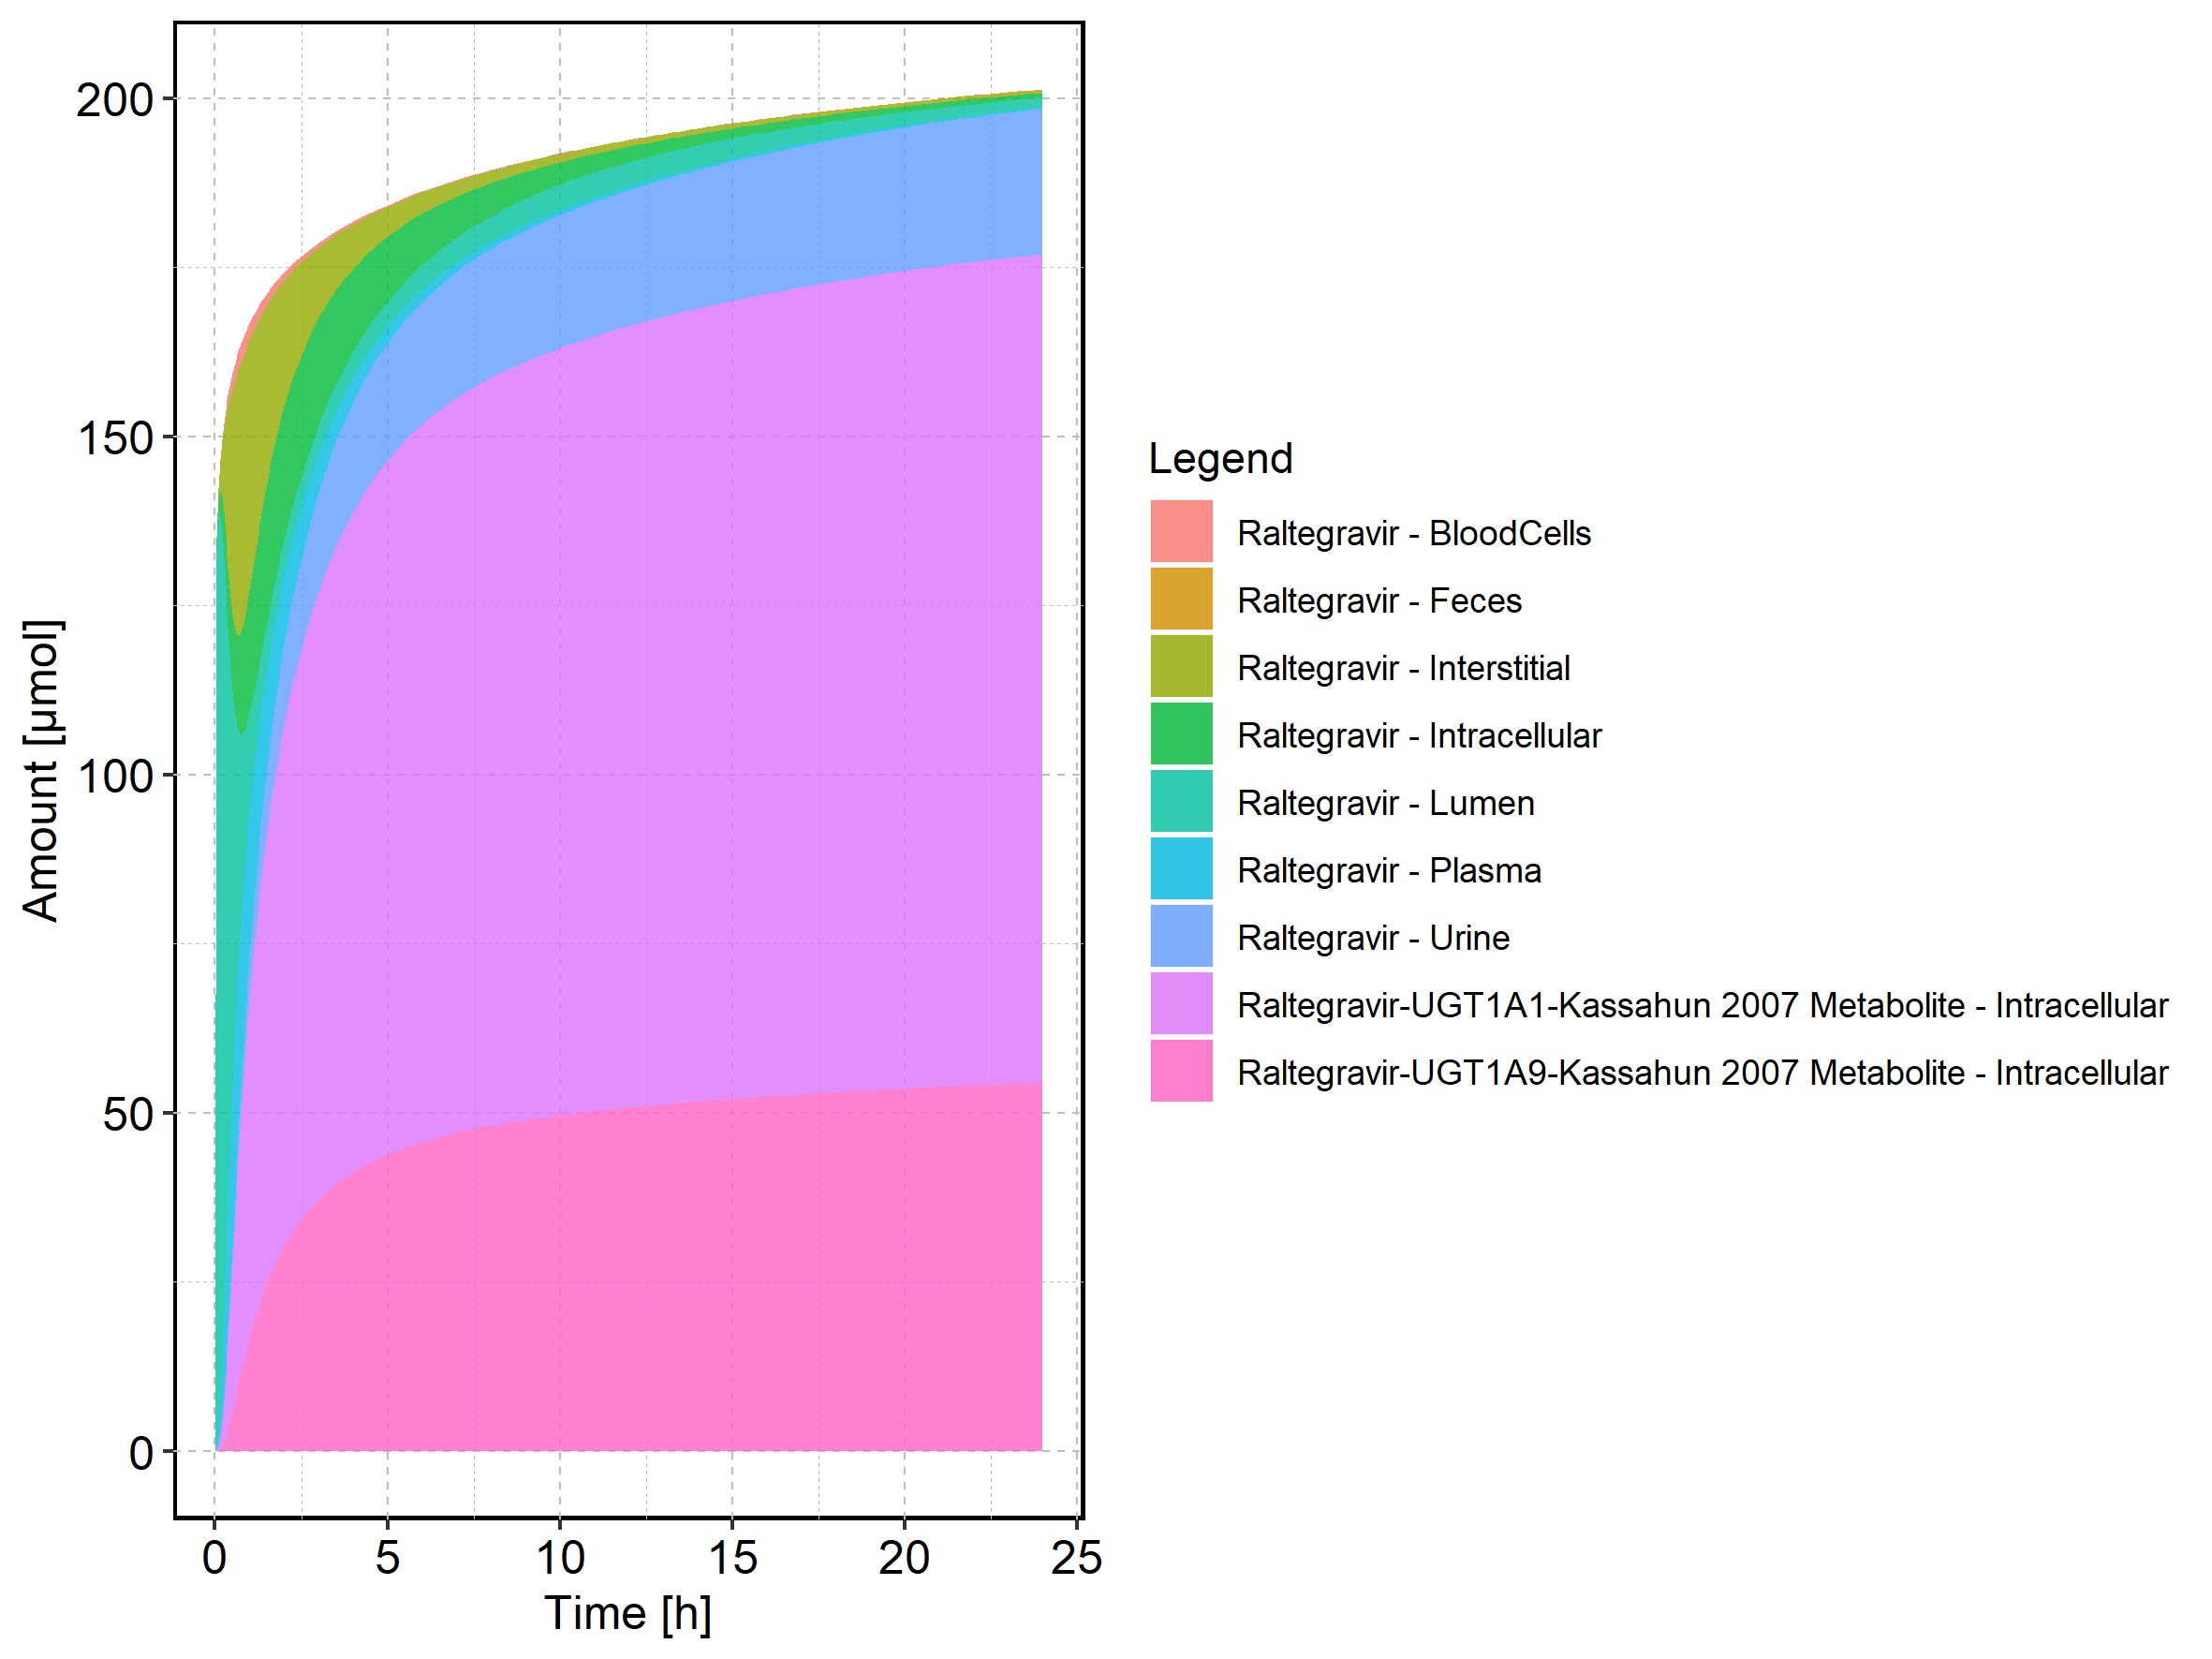 200
150
100
50
0
Amount [µmol]
0 5 10 15 20 25
Time [h]
Legend
Raltegravir - BloodCells
Raltegravir - Feces
Raltegravir - Interstitial
Raltegravir - Intracellular
Raltegravir - Lumen
Raltegravir - Plasma
Raltegravir - Urine
Raltegravir-UGT1A1-Kassahun 2007 Metabolite - Intracellular
Raltegravir-UGT1A9-Kassahun 2007 Metabolite - Intracellular